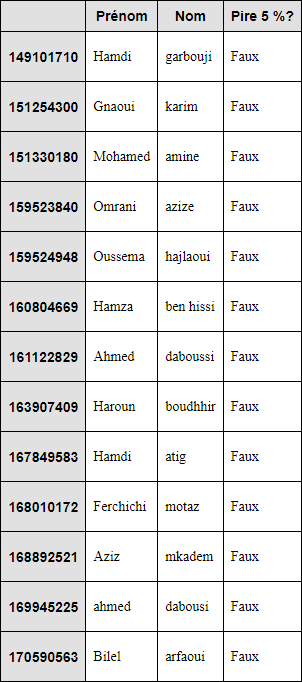 Prénom Nom Pire 5 %?
149101710 Hamdi garbouji Faux
151254300 Gnaoui karim Faux
151330180 Mohamed amine Faux
159523840 Omrani azize Faux
159524948 Oussema hajlaoui Faux
160804669 Hamza ben hissi Faux
161122829 Ahmed daboussi Faux
163907409 Haroun boudhhir Faux
167849583 Hamdi atig Faux
168010172 Ferchichi motaz Faux
168892521 Aziz mkadem Faux
169945225 ahmed dabousi Faux
170590563 Bilel arfaoui Faux